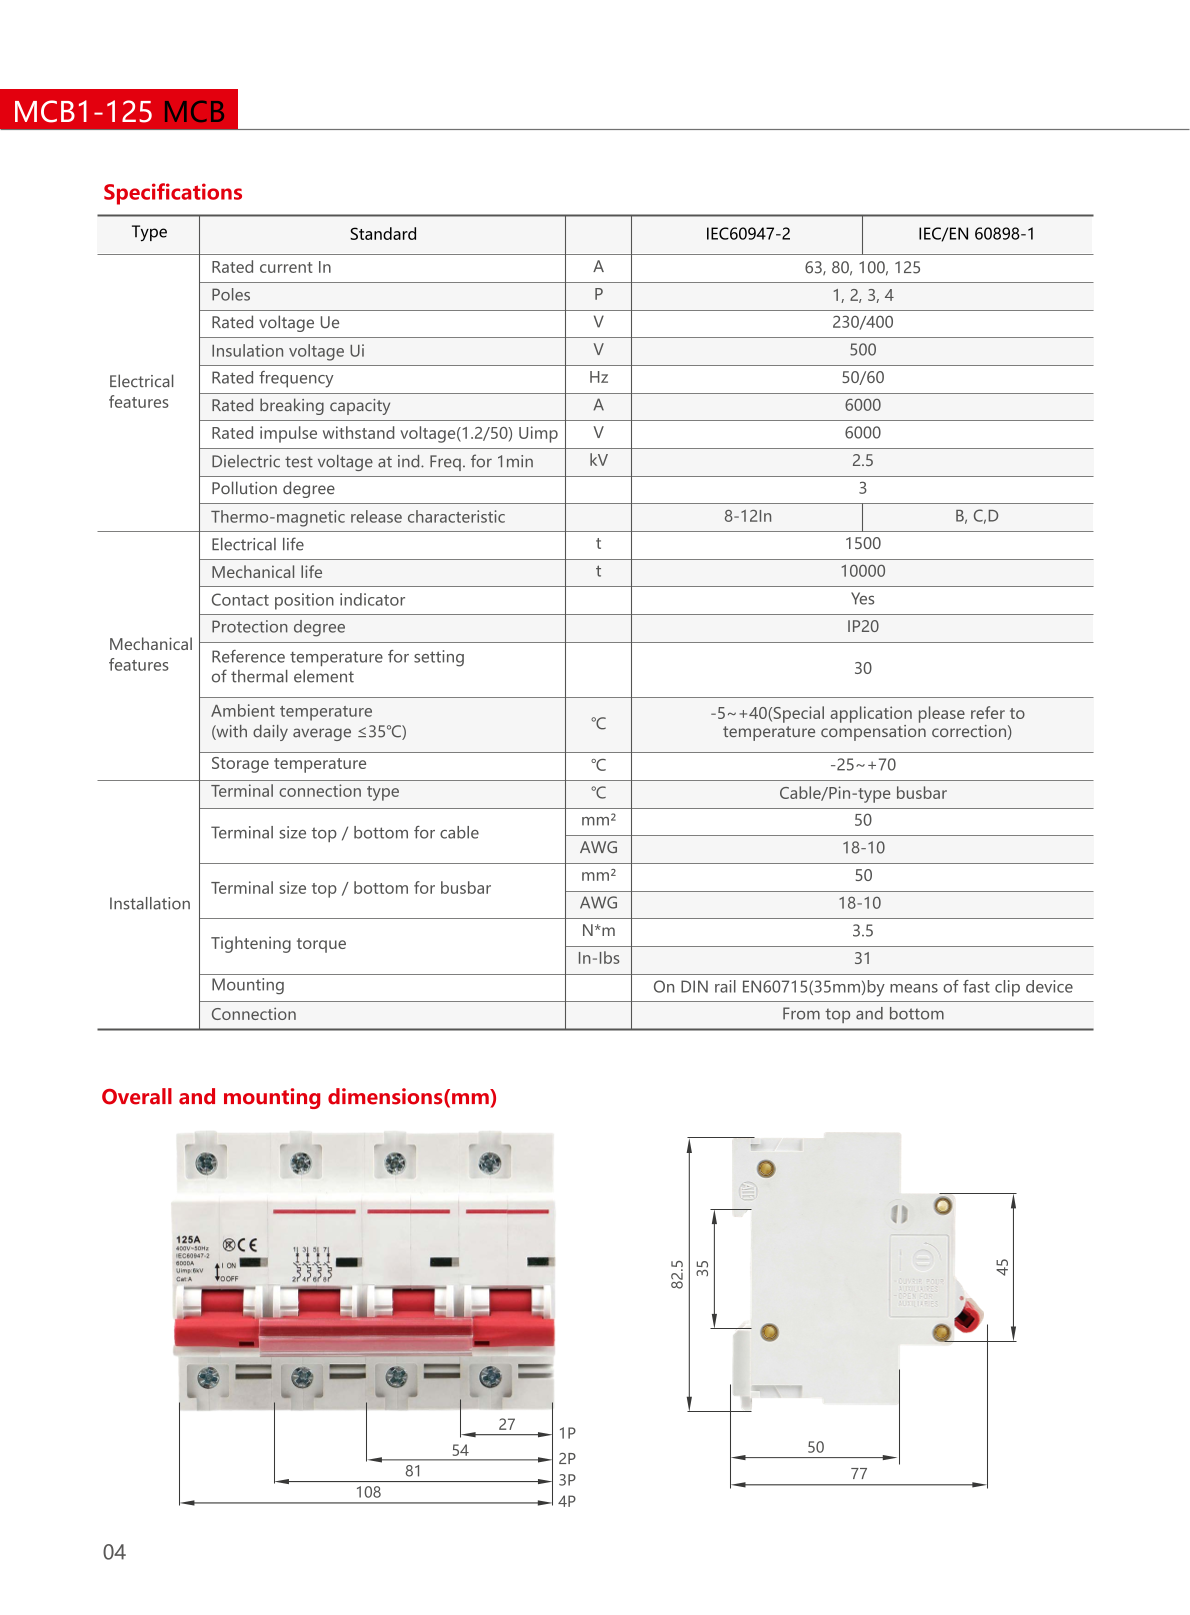 MCB1-125 MCB
Specifications
Type Standard IEC60947-2 IEC/EN 60898-1
Electrical
features
Rated current In A 63, 80, 100, 125
Poles P 1, 2, 3, 4
Rated voltage Ue V 230/400
Insulation voltage Ui V 500
Rated frequency Hz 50/60
Rated breaking capacity A 6000
Rated impulse withstand voltage(1.2/50) Uimp V 6000
Dielectric test voltage at ind. Freq. for 1min kV 2.5
Pollution degree 3
Thermo-magnetic release characteristic 8-12In B, C,D
Mechanical
features
Electrical life t 1500
Mechanical life t 10000
Contact position indicator Yes
Protection degree IP20
Reference temperature for setting
of thermal element 30
Ambient temperature
(with daily average ≤35℃) ℃ -5~+40(Special application please refer to
temperature compensation correction)
Storage temperature ℃ -25~+70
Installation
Terminal connection type ℃ Cable/Pin-type busbar
Terminal size top / bottom for cable mm² 50
AWG 18-10
Terminal size top / bottom for busbar mm² 50
AWG 18-10
Tightening torque N*m 3.5
In-Ibs 31
Mounting On DIN rail EN60715(35mm)by means of fast clip device
Connection From top and bottom
Overall and mounting dimensions(mm)
125A
400V~50Hz
IEC60947-2
6000A
Uimp:6kV
Cat:A
CE
I ON
O OFF
1 3 5 7
2 4 6 8
27 1P
54 2P
81 3P
108 4P
82.5
35
45
50
77
04